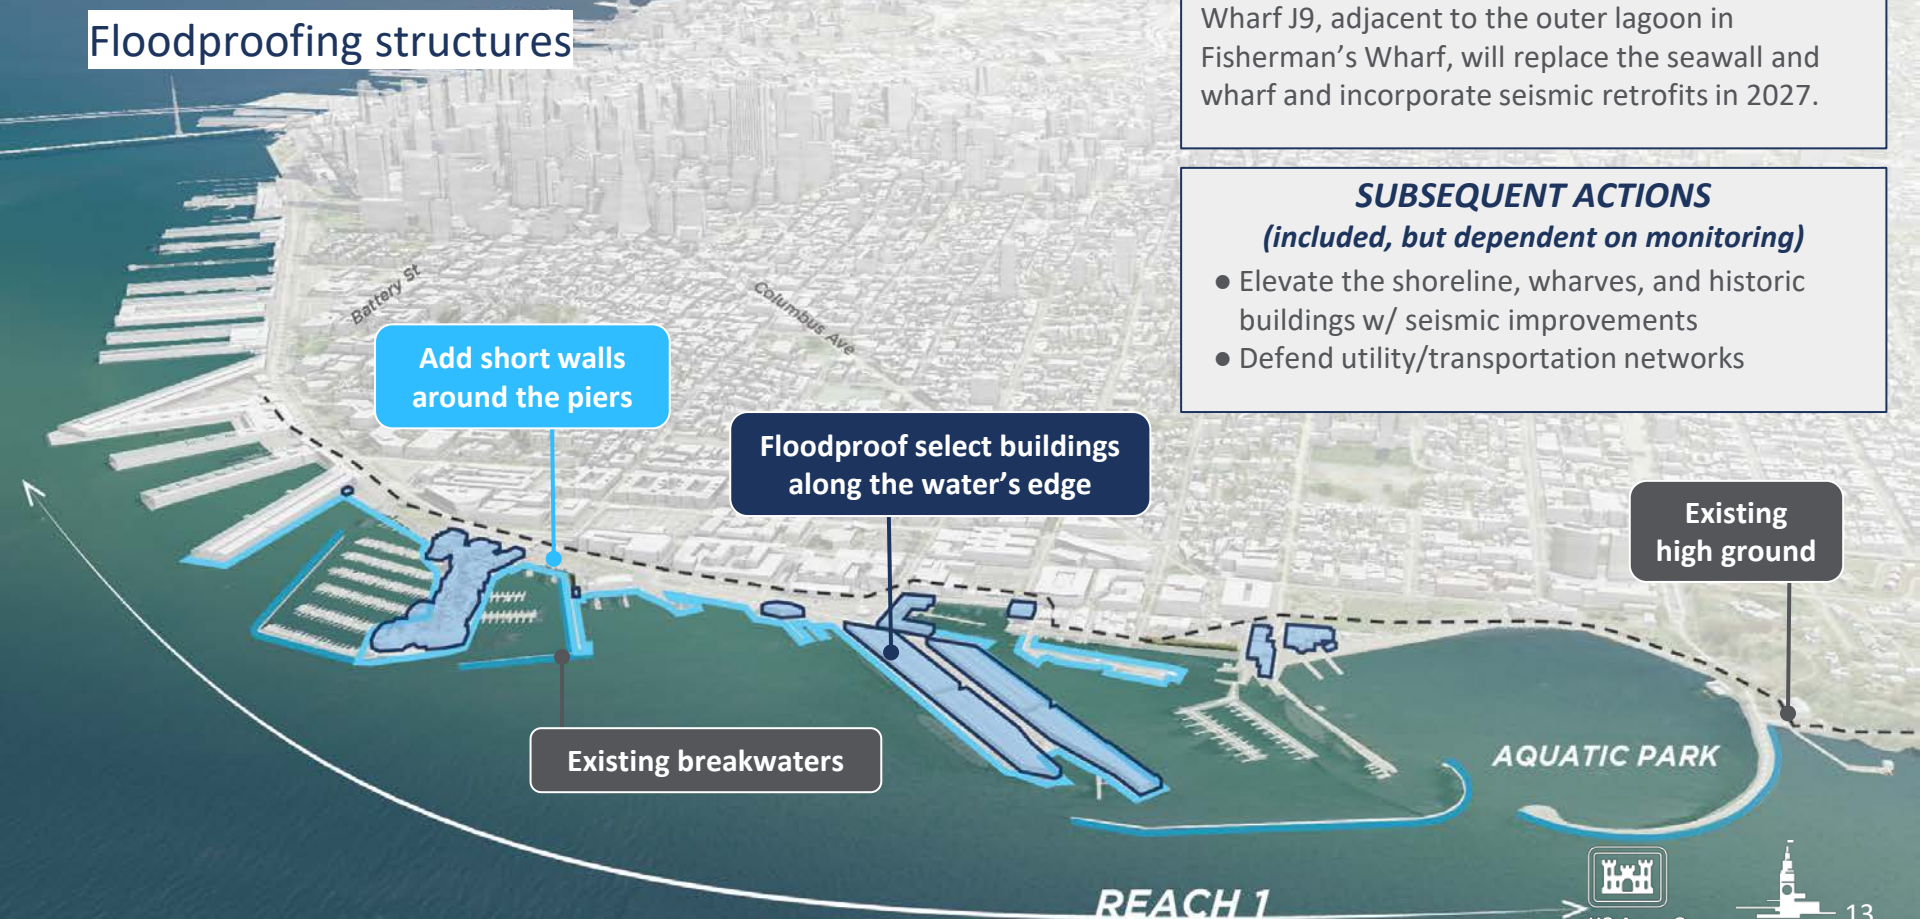 Floodproofing structures
Wharf J9, adjacent to the outer lagoon in
Fisherman’s Wharf, will replace the seawall and
wharf and incorporate seismic retrofits in 2027.
SUBSEQUENT ACTIONS
(included, but dependent on monitoring)
● Elevate the shoreline, wharves, and historic
buildings w/ seismic improvements
● Defend utility/transportation networks
Battery St
Columbus Ave
Add short walls
around the piers
Floodproof select buildings
along the water’s edge
Existing
high ground
Existing breakwaters
AQUATIC PARK
REACH 1
13